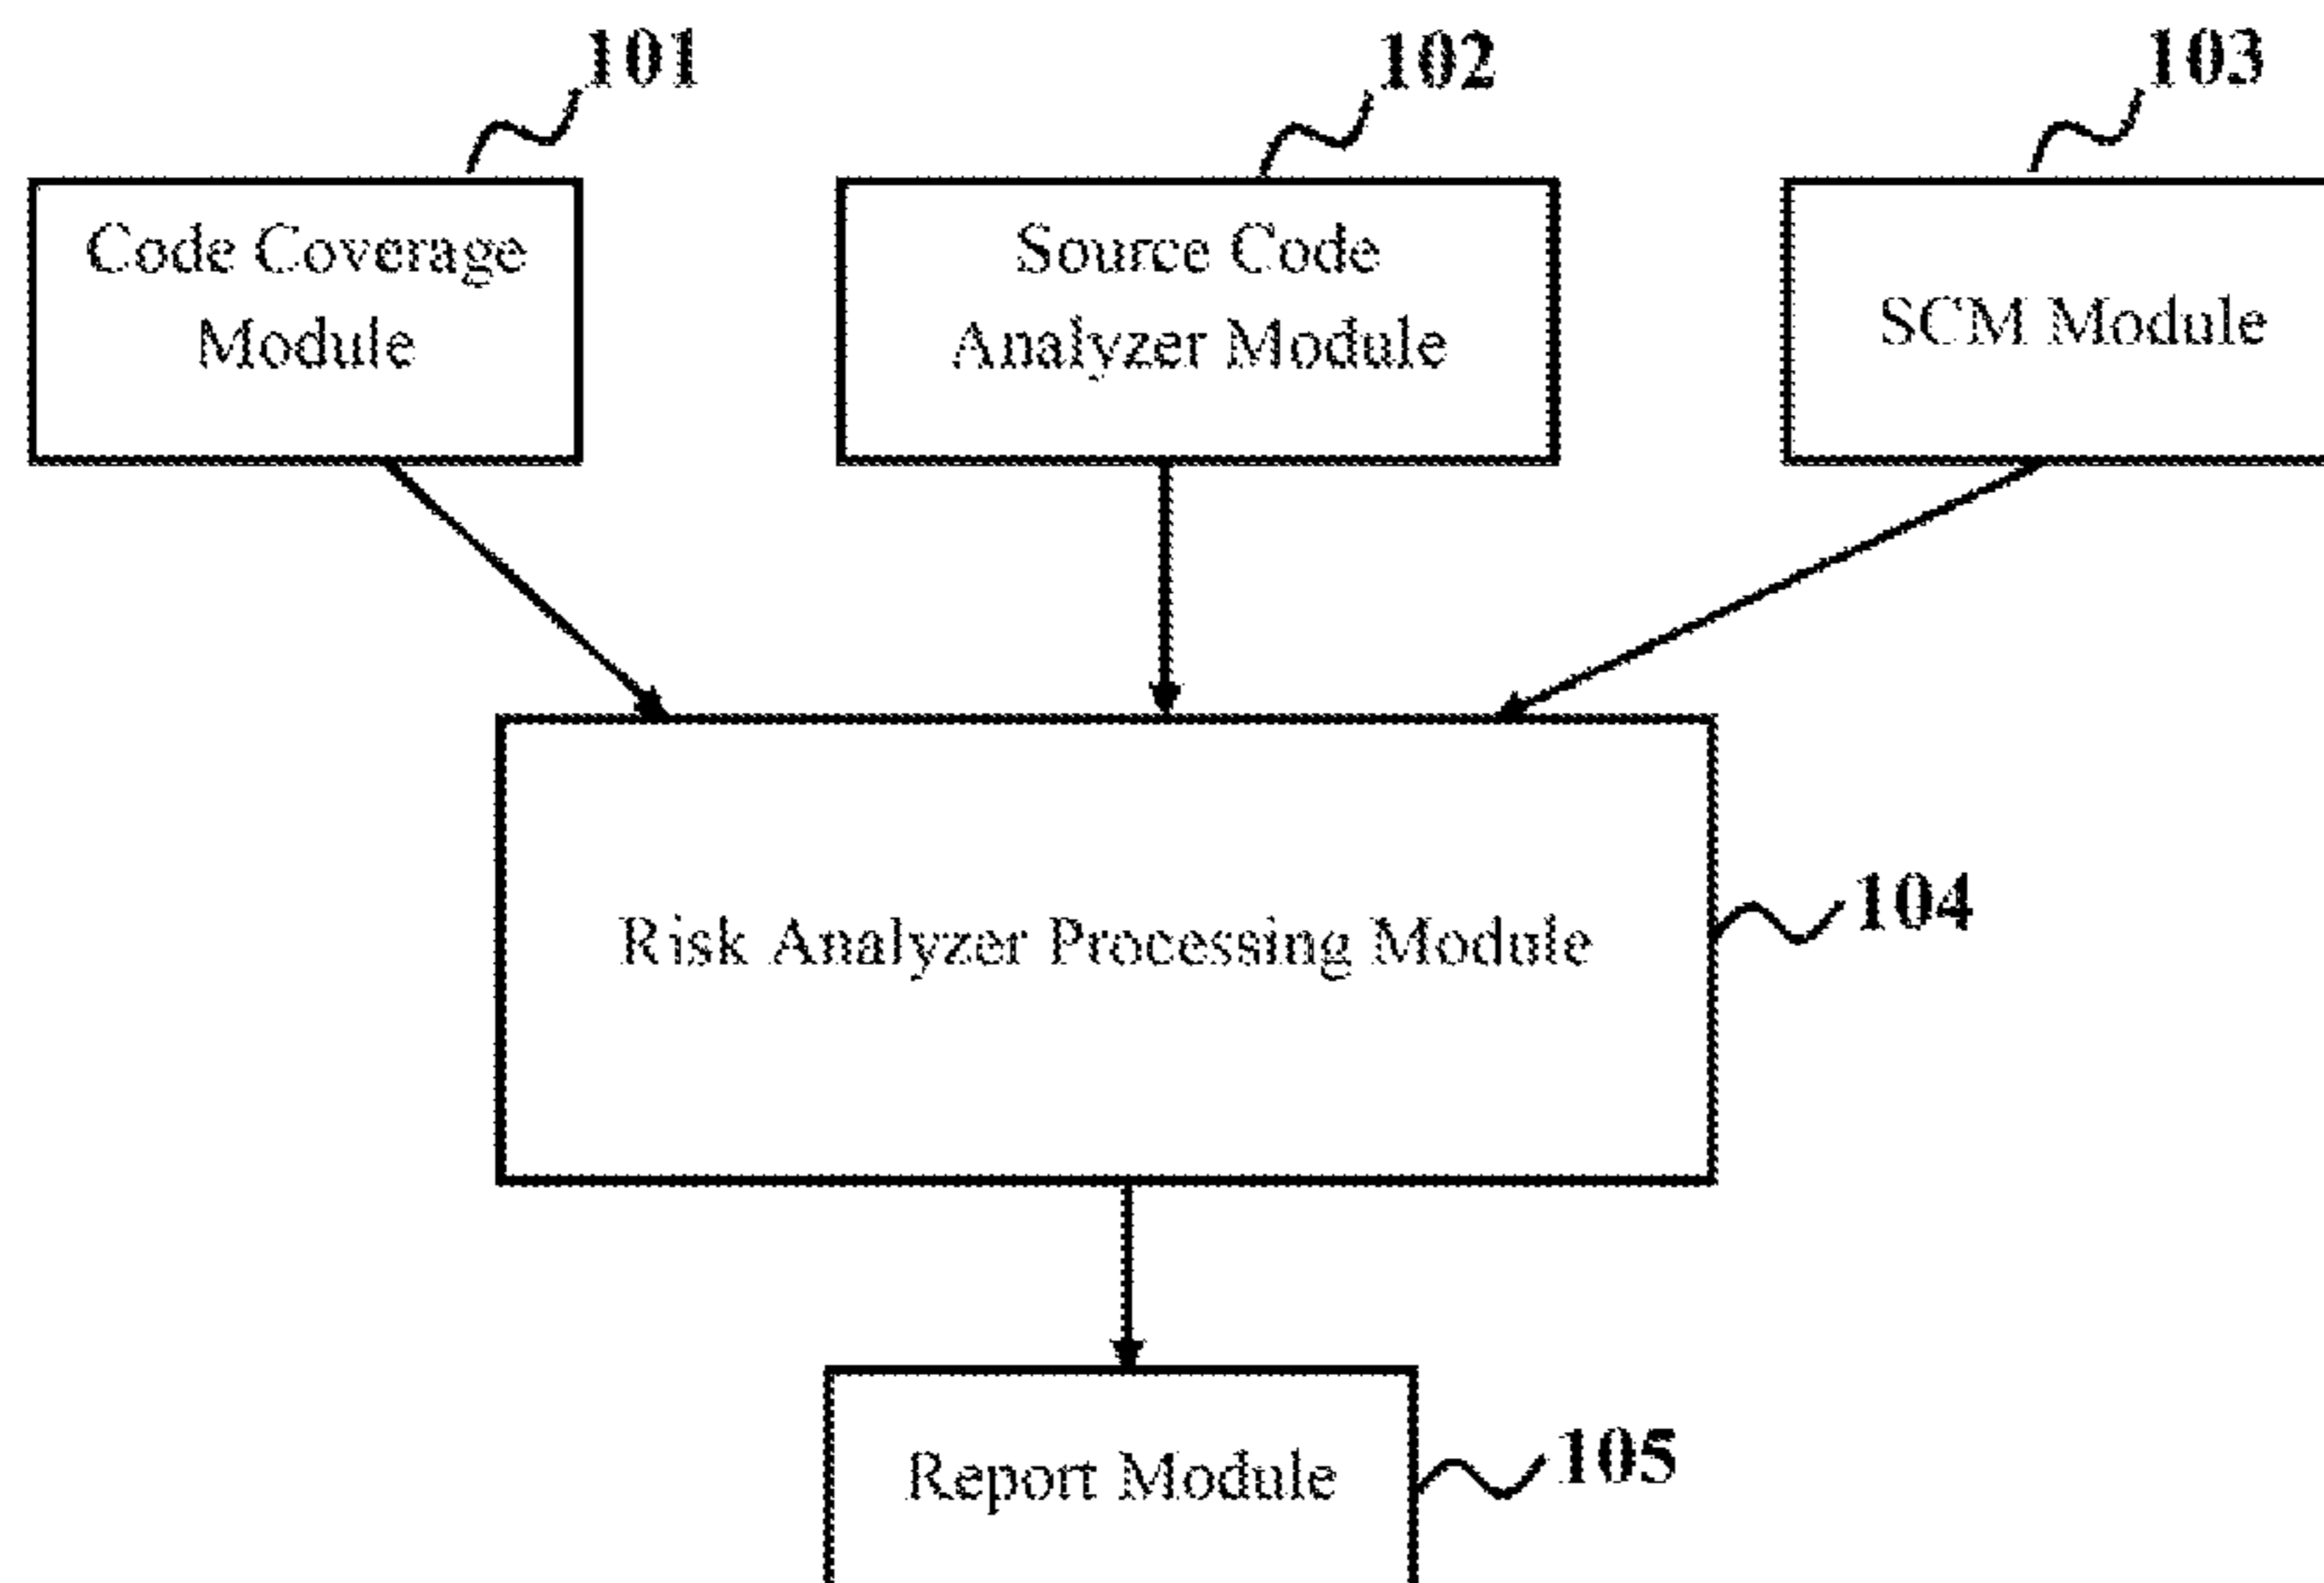 101
102
103
Code Coverage
Module
Source Code
Analyzer Module
SCM Module
Risk Analyzer Processing Module
104
Report Module
105